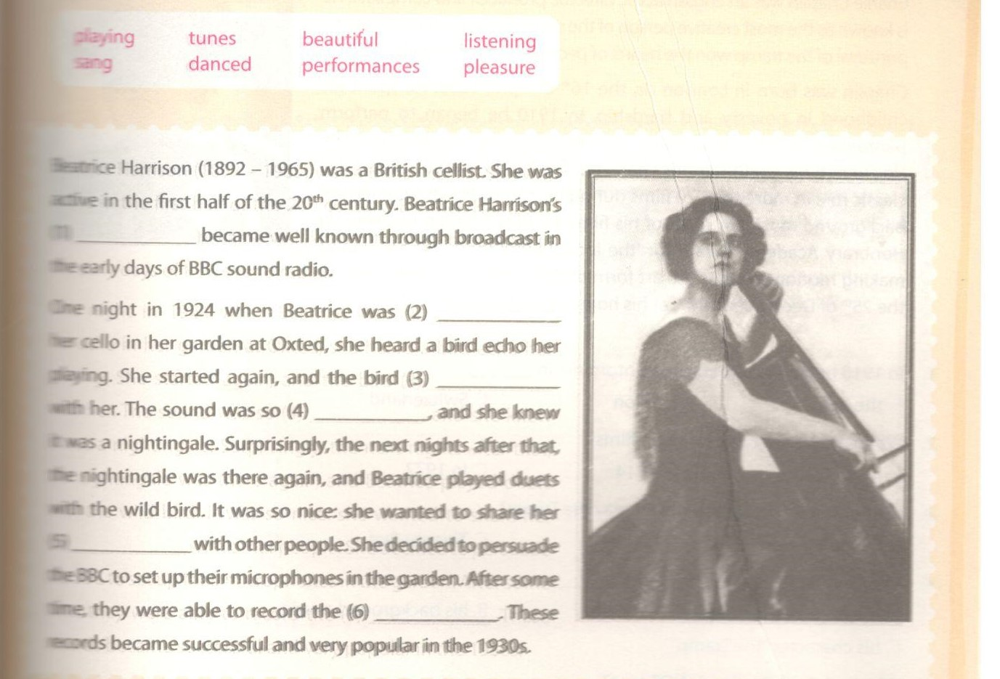 playing tunes beautiful listening
sang danced performances pleasure
Beatrice Harrison (1892 – 1965) was a British cellist. She was
active in the first half of the 20th century. Beatrice Harrison's
(1) ____________ became well known through broadcast in
the early days of BBC sound radio.
One night in 1924 when Beatrice was (2) ____________
her cello in her garden at Oxted, she heard a bird echo her
playing. She started again, and the bird (3) ____________
with her. The sound was so (4) ____________, and she knew
it was a nightingale. Surprisingly, the next nights after that,
the nightingale was there again, and Beatrice played duets
with the wild bird. It was so nice: she wanted to share her
(5) ____________ with other people. She decided to persuade
the BBC to set up their microphones in the garden. After some
time, they were able to record the (6) ____________. These
records became successful and very popular in the 1930s.